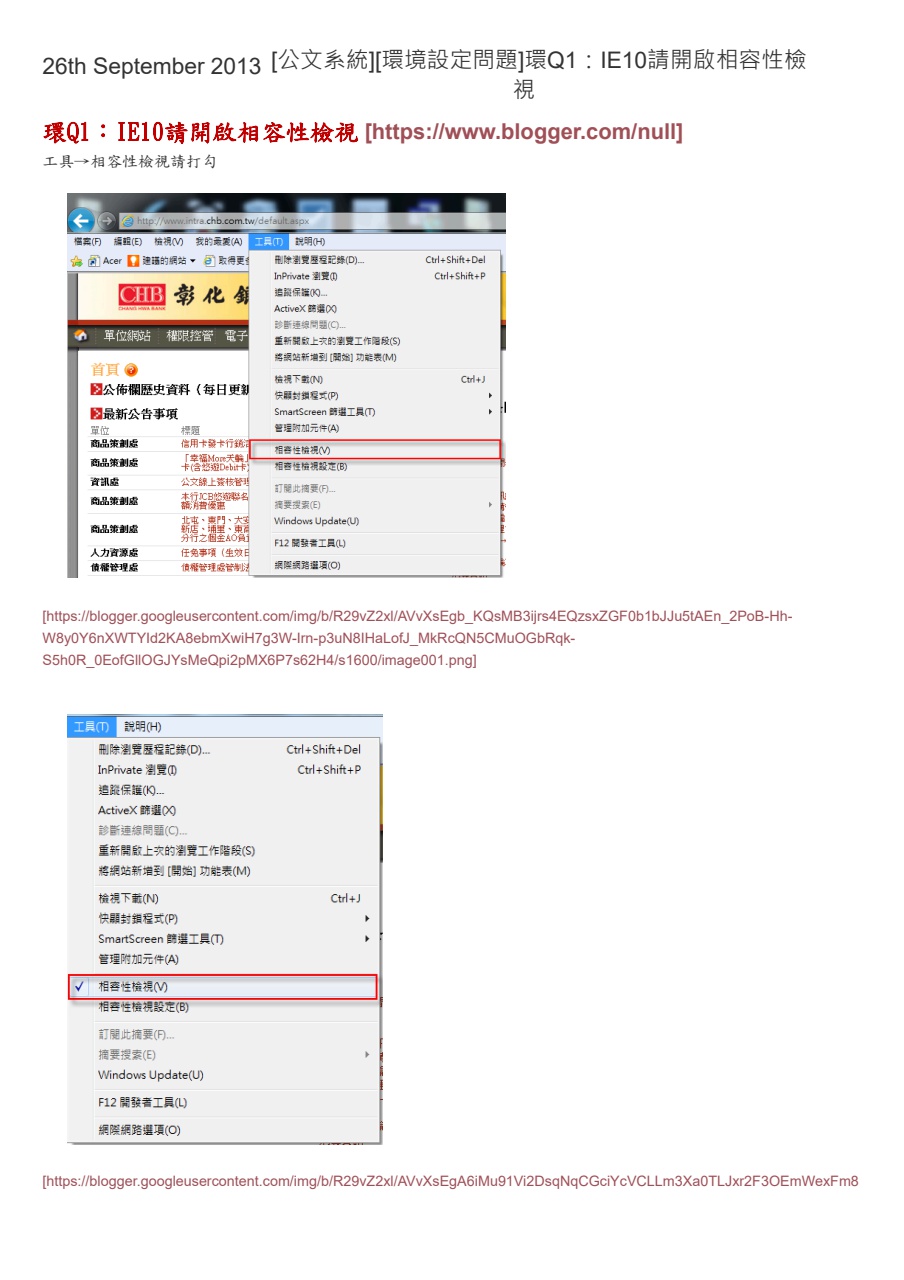 26th September 2013
[公文系統][環境設定問題]環Q1：IE10請開啟相容性檢
視
環Q1：IE10請開啟相容性檢視 [https://www.blogger.com/null]
工具→相容性檢視請打勾
http://www.intra.chb.com.tw/default.aspx
檔案(F) 編輯(E) 檢視(V) 我的最愛(A) 工具(T) 說明(H)
Acer 建議的網站 取得更
刪除瀏覽歷程記錄(D)... Ctrl+Shift+Del
InPrivate 瀏覽(I) Ctrl+Shift+P
追蹤保護(K)...
ActiveX 篩選(X)
診斷連線問題(C)...
重新開啟上次的瀏覽工作階段(S)
將網站新增到 [開始] 功能表(M)
檢視下載(N) Ctrl+J
快顯封鎖程式(P)
SmartScreen 篩選工具(T)
管理附加元件(A)
相容性檢視(V)
相容性檢視設定(B)
訂閱此摘要(F)...
摘要搜索(E)
Windows Update(U)
F12 開發者工具(L)
網際網路選項(O)
CHB 彰化
CHANG HWA BANK
單位網站 權限控管 電子
首頁
公佈欄歷史資料（每日更新
最新公告事項
單位 標題
商品策劃處 信用卡發卡行銷
商品策劃處 「幸福More天輪
卡(含悠遊Debit卡
資訊處 公文線上簽核管
商品策劃處 本行JCB悠遊聯名
額消費優惠
商品策劃處 北屯、東門、大安
新店、埔里、東
分行之個金AO負
人力資源處 任免事項（生效日
債權管理處 債權管理處管制
[https://blogger.googleusercontent.com/img/b/R29vZ2xl/AVvXsEgb_KQsMB3ijrs4EQzsxZGF0b1bJJu5tAEn_2PoB-Hh-
W8y0Y6nXWTYId2KA8ebmXwiH7g3W-Irn-p3uN8IHaLofJ_MkRcQN5CMuOGbRqk-
S5h0R_0EofGllOGJYsMeQpi2pMX6P7s62H4/s1600/image001.png]
工具(T) 說明(H)
刪除瀏覽歷程記錄(D)... Ctrl+Shift+Del
InPrivate 瀏覽(I) Ctrl+Shift+P
追蹤保護(K)...
ActiveX 篩選(X)
診斷連線問題(C)...
重新開啟上次的瀏覽工作階段(S)
將網站新增到 [開始] 功能表(M)
檢視下載(N) Ctrl+J
快顯封鎖程式(P)
SmartScreen 篩選工具(T)
管理附加元件(A)
✓ 相容性檢視(V)
相容性檢視設定(B)
訂閱此摘要(F)...
摘要搜索(E)
Windows Update(U)
F12 開發者工具(L)
網際網路選項(O)
[https://blogger.googleusercontent.com/img/b/R29vZ2xl/AVvXsEgA6iMu91Vi2DsqNqCGciYcVCLLm3Xa0TLJxr2F3OEmWexFm8